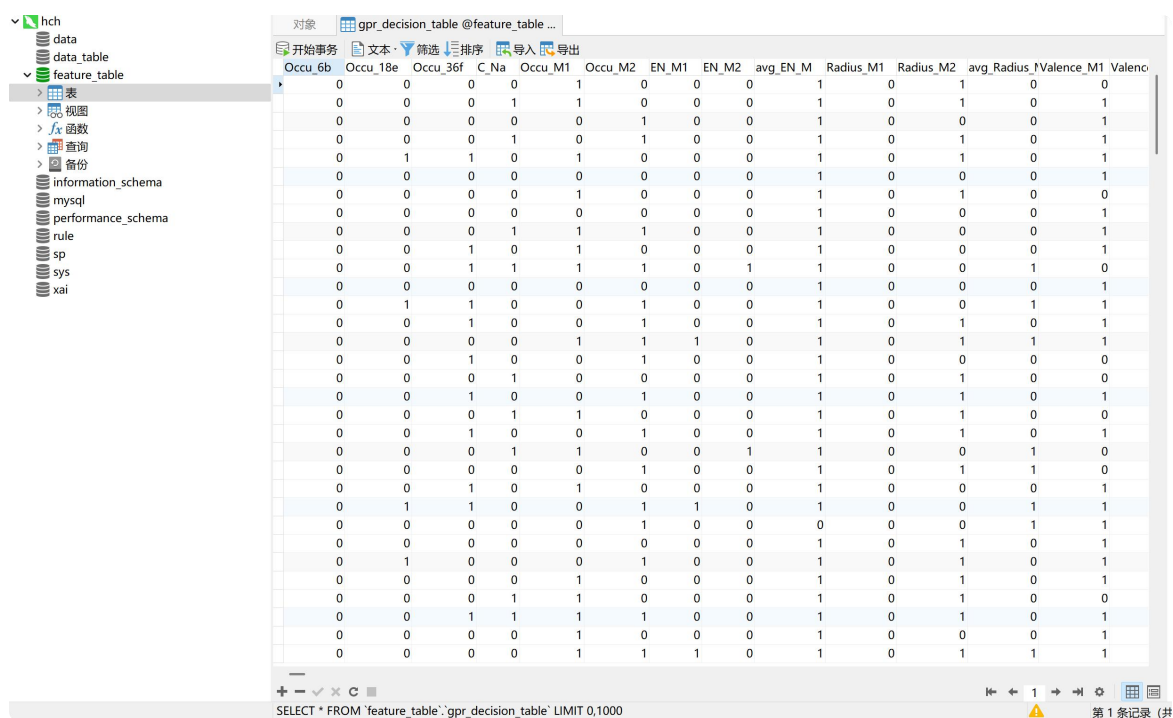 hch
data
data_table
feature_table
表
视图
函数
查询
备份
information_schema
mysql
performance_schema
rule
sp
sys
xai
对象 gpr_decision_table @feature_table ...
开始事务 文本 · 筛选 排序 导入 导出
Occu_6b Occu_18e Occu_36f C_Na Occu_M1 Occu_M2 EN_M1 EN_M2 avg_EN_M Radius_M1 Radius_M2 avg_Radius_M Valence_M1 Valenc
0 0 0 0 1 0 0 0 1 0 1 0 0
0 0 0 1 1 0 0 0 1 0 1 0 1
0 0 0 0 0 1 0 0 1 0 0 0 1
0 0 0 1 0 1 0 0 1 0 1 0 1
0 1 1 0 1 0 0 0 1 0 1 0 1
0 0 0 0 0 0 0 0 1 0 0 0 1
0 0 0 0 1 0 0 0 1 0 1 0 0
0 0 0 0 0 0 0 0 1 0 0 0 1
0 0 0 1 1 1 0 0 1 0 0 0 1
0 0 1 0 1 0 0 0 1 0 0 0 1
0 0 1 1 1 1 0 1 1 0 0 1 0
0 0 0 0 0 0 0 0 1 0 0 0 1
0 1 1 0 0 1 0 0 1 0 0 1 1
0 0 1 0 0 1 0 0 1 0 1 0 1
0 0 0 0 1 1 1 0 1 0 1 1 1
0 0 1 0 0 1 0 0 1 0 0 0 0
0 0 0 1 0 0 0 0 1 0 1 0 0
0 0 1 0 0 1 0 0 1 0 1 0 1
0 0 0 1 1 0 0 0 1 0 0 0 0
0 0 1 0 0 1 0 0 1 0 1 0 1
0 0 0 1 1 0 0 1 1 0 0 1 0
0 0 0 0 0 1 0 0 1 0 1 1 0
0 0 1 0 1 0 0 0 1 0 0 0 1
0 1 1 0 0 1 1 0 1 0 0 1 1
0 0 0 0 0 1 0 0 0 0 0 1 1
0 0 0 0 0 0 0 0 1 0 1 0 1
0 1 0 0 0 1 0 0 1 0 1 0 1
0 0 0 0 1 0 0 0 1 0 1 0 1
0 0 0 1 1 0 0 0 1 0 1 0 0
0 0 1 1 1 1 0 0 1 0 1 0 1
0 0 0 0 1 0 0 0 1 0 0 0 1
0 0 0 0 1 1 1 0 1 0 1 1 1
1
SELECT * FROM `feature_table`.`gpr_decision_table` LIMIT 0,1000
第 1 条记录 (共